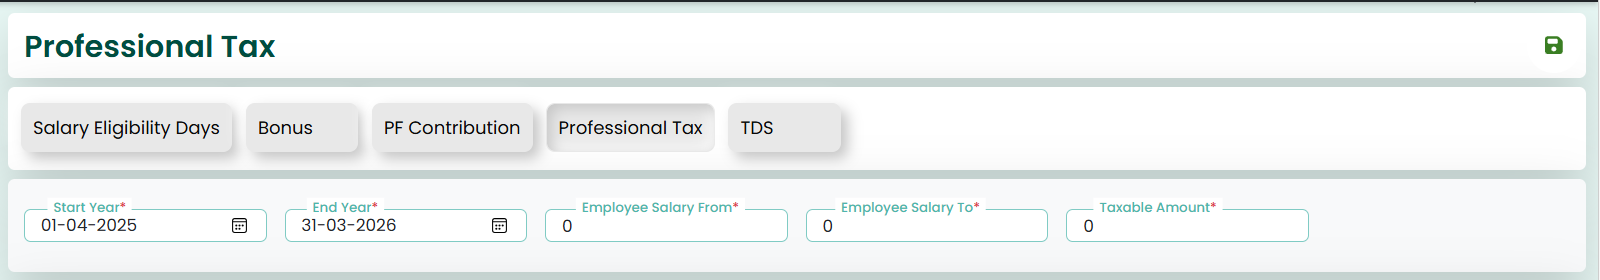 Professional Tax
Salary Eligibility Days Bonus PF Contribution Professional Tax TDS
Start Year* End Year* Employee Salary From* Employee Salary To* Taxable Amount*
01-04-2025 31-03-2026 0 0 0